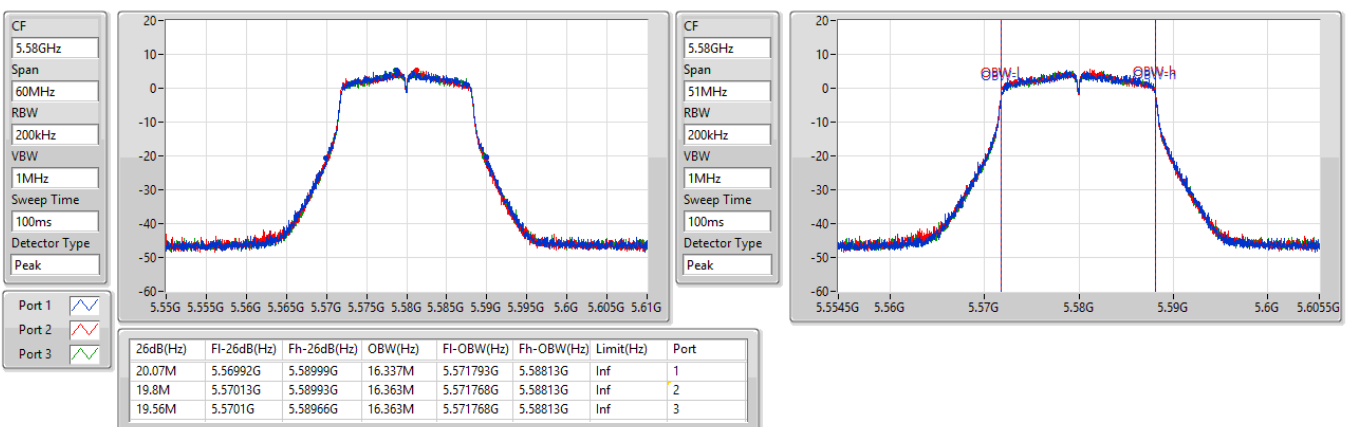 CF
5.58GHz
Span
60MHz
RBW
200kHz
VBW
1MHz
Sweep Time
100ms
Detector Type
Peak
20
10
0
-10
-20
-30
-40
-50
-60
5.55G 5.555G 5.56G 5.565G 5.57G 5.575G 5.58G 5.585G 5.59G 5.595G 5.6G 5.605G 5.61G
CF
5.58GHz
Span
51MHz
RBW
200kHz
VBW
1MHz
Sweep Time
100ms
Detector Type
Peak
20
10
0
-10
-20
-30
-40
-50
-60
OBW-l OBW-h
5.5545G 5.56G 5.57G 5.58G 5.59G 5.6G 5.6055G
Port 1
Port 2
Port 3
26dB(Hz) Fl-26dB(Hz) Fh-26dB(Hz) OBW(Hz) Fl-OBW(Hz) Fh-OBW(Hz) Limit(Hz) Port
20.07M 5.56992G 5.58999G 16.337M 5.571793G 5.58813G Inf 1
19.8M 5.57013G 5.58993G 16.363M 5.571768G 5.58813G Inf 2
19.56M 5.5701G 5.58966G 16.363M 5.571768G 5.58813G Inf 3